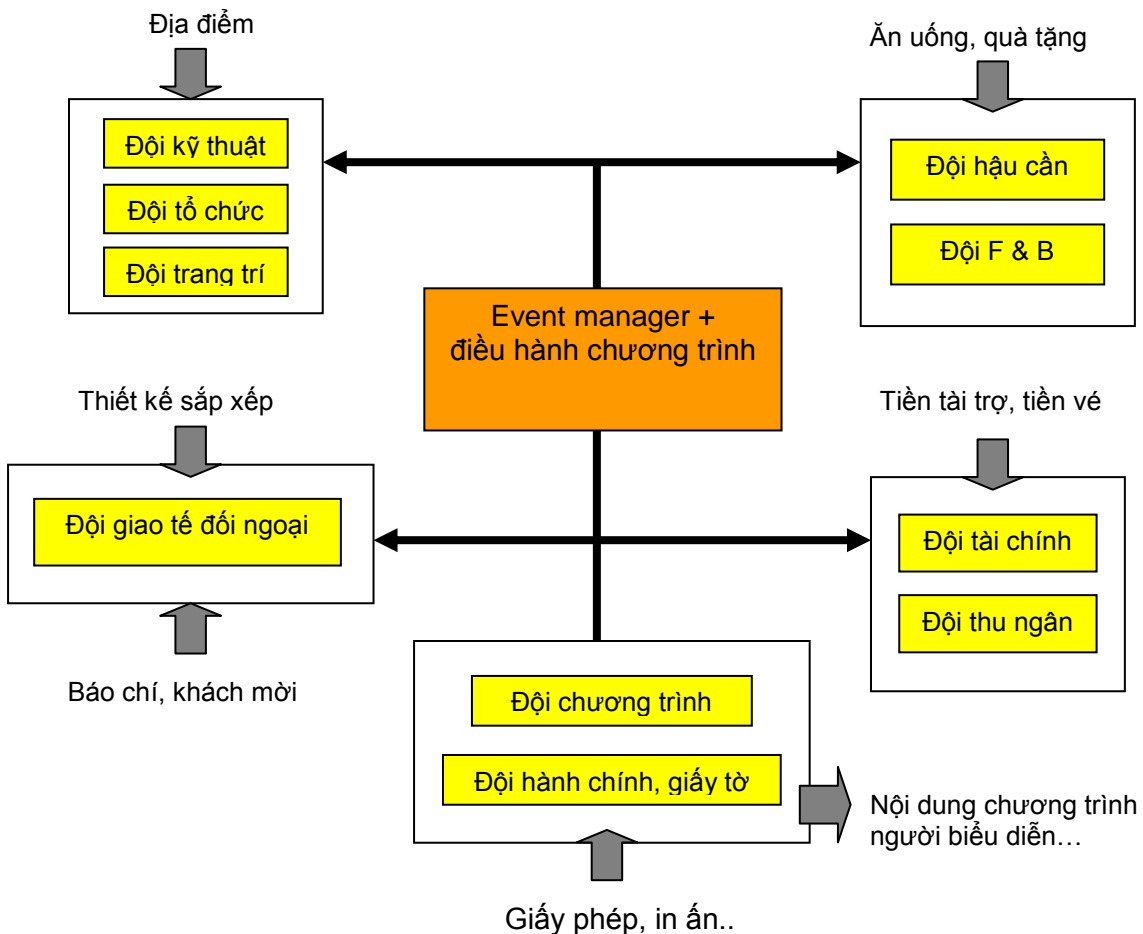 Địa điểm
Ăn uống, quà tặng
Đội kỹ thuật
Đội tổ chức
Đội trang trí
Đội hậu cần
Đội F & B
Event manager +
điều hành chương trình
Thiết kế sắp xếp
Tiền tài trợ, tiền vé
Đội giao tế đối ngoại
Đội tài chính
Đội thu ngân
Báo chí, khách mời
Đội chương trình
Đội hành chính, giấy tờ
Nội dung chương trình
người biểu diễn…
Giấy phép, in ấn..